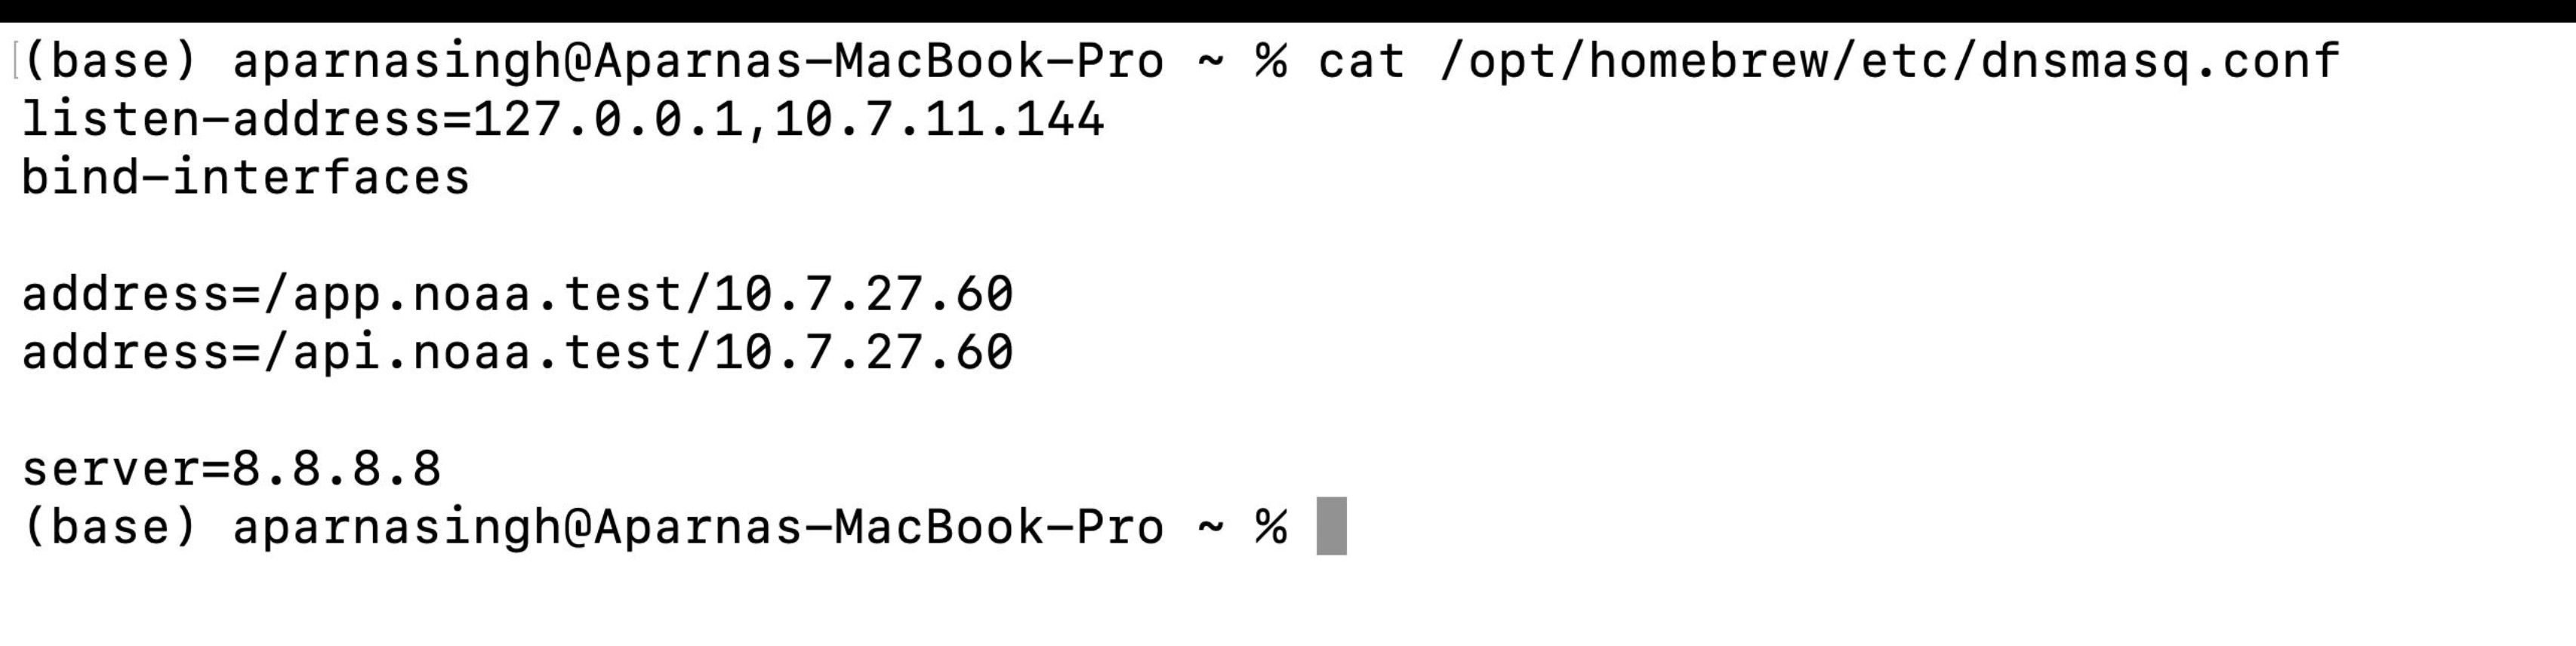 (base) aparnasingh@Aparnas-MacBook-Pro ~ % cat /opt/homebrew/etc/dnsmasq.conf
listen-address=127.0.0.1,10.7.11.144
bind-interfaces
address=/app.noaa.test/10.7.27.60
address=/api.noaa.test/10.7.27.60
server=8.8.8.8
(base) aparnasingh@Aparnas-MacBook-Pro ~ %